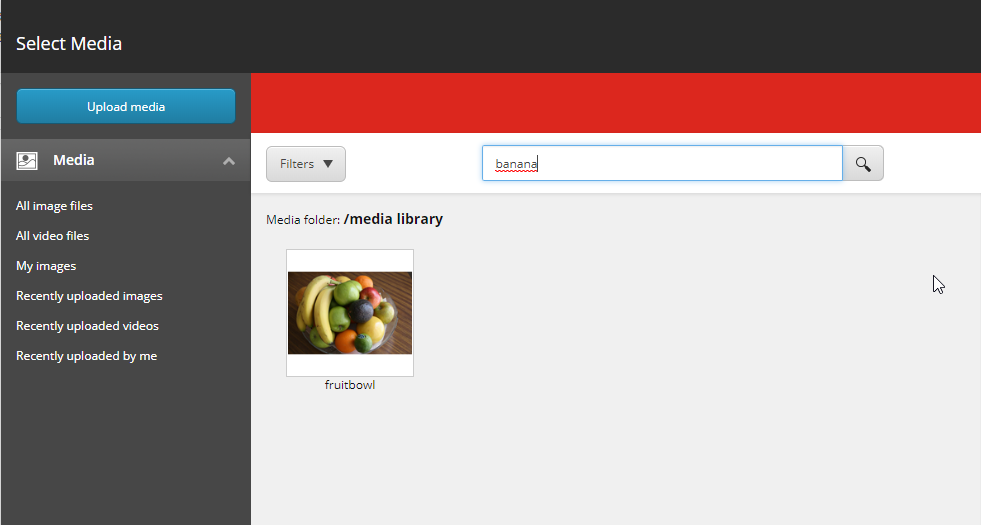 Select Media
Upload media
Media
All image files
All video files
My images
Recently uploaded images
Recently uploaded videos
Recently uploaded by me
Filters
banana
Media folder: /media library
fruitbowl